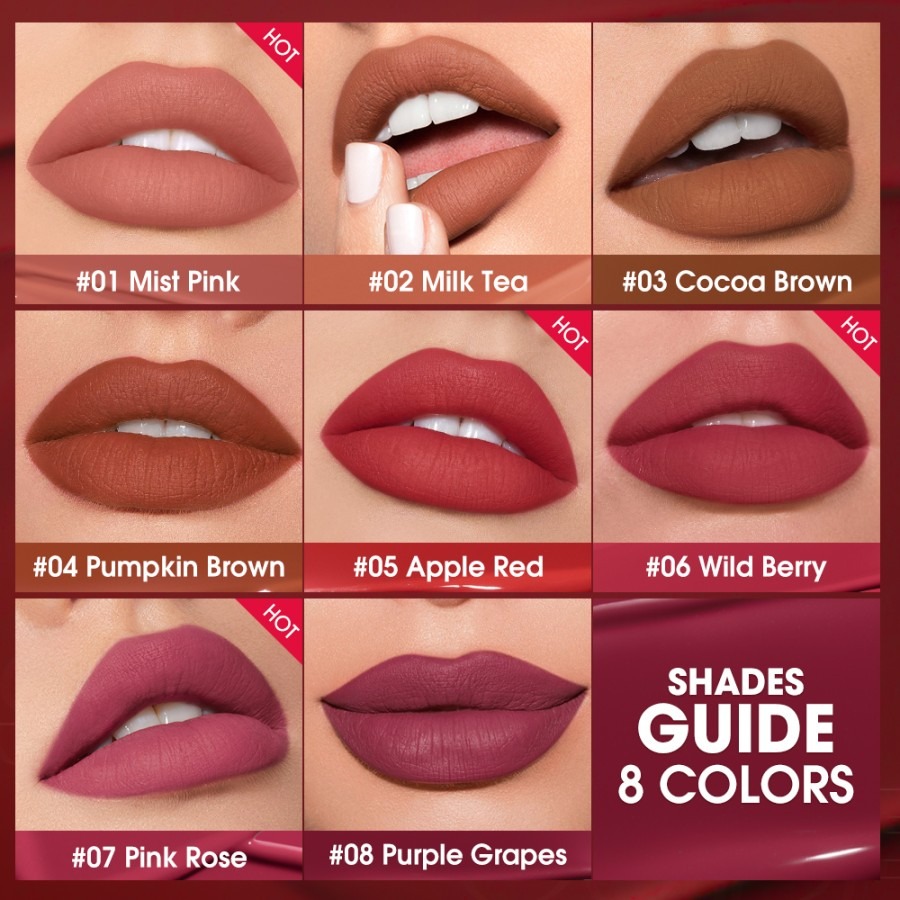 HOT
#01 Mist Pink
#02 Milk Tea
#03 Cocoa Brown
HOT
HOT
#04 Pumpkin Brown
#05 Apple Red
#06 Wild Berry
HOT
#07 Pink Rose
#08 Purple Grapes
SHADES
GUIDE
8 COLORS